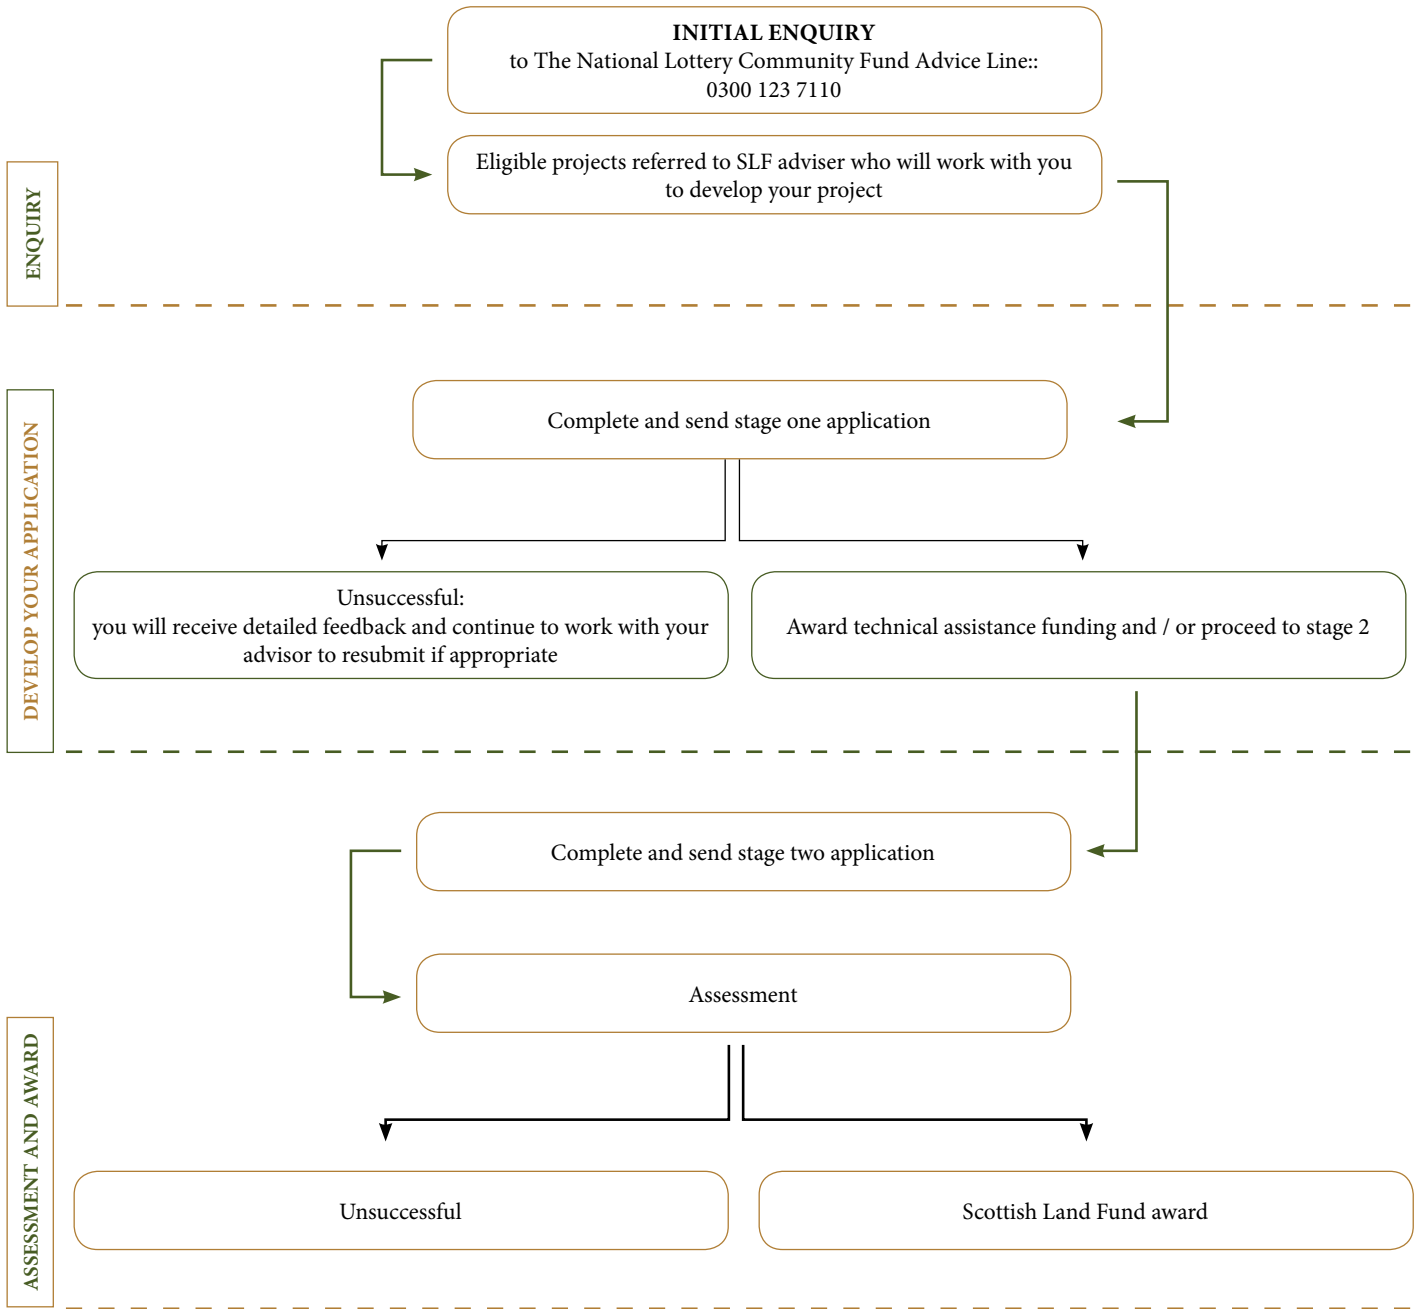 INITIAL ENQUIRY
to The National Lottery Community Fund Advice Line::
0300 123 7110
Eligible projects referred to SLF adviser who will work with you
to develop your project
ENQUIRY
Complete and send stage one application
Unsuccessful:
you will receive detailed feedback and continue to work with your
advisor to resubmit if appropriate
Award technical assistance funding and / or proceed to stage 2
DEVELOP YOUR APPLICATION
Complete and send stage two application
Assessment
Unsuccessful
Scottish Land Fund award
ASSESSMENT AND AWARD